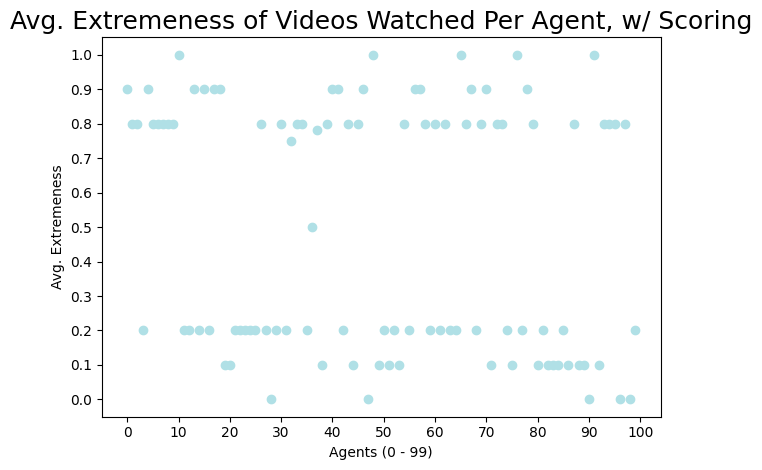 Avg. Extremeness of Videos Watched Per Agent, w/ Scoring
1.0
0.9
0.8
0.7
0.6
0.5
0.4
0.3
0.2
0.1
0.0
Avg. Extremeness
0 10 20 30 40 50 60 70 80 90 100
Agents (0 - 99)